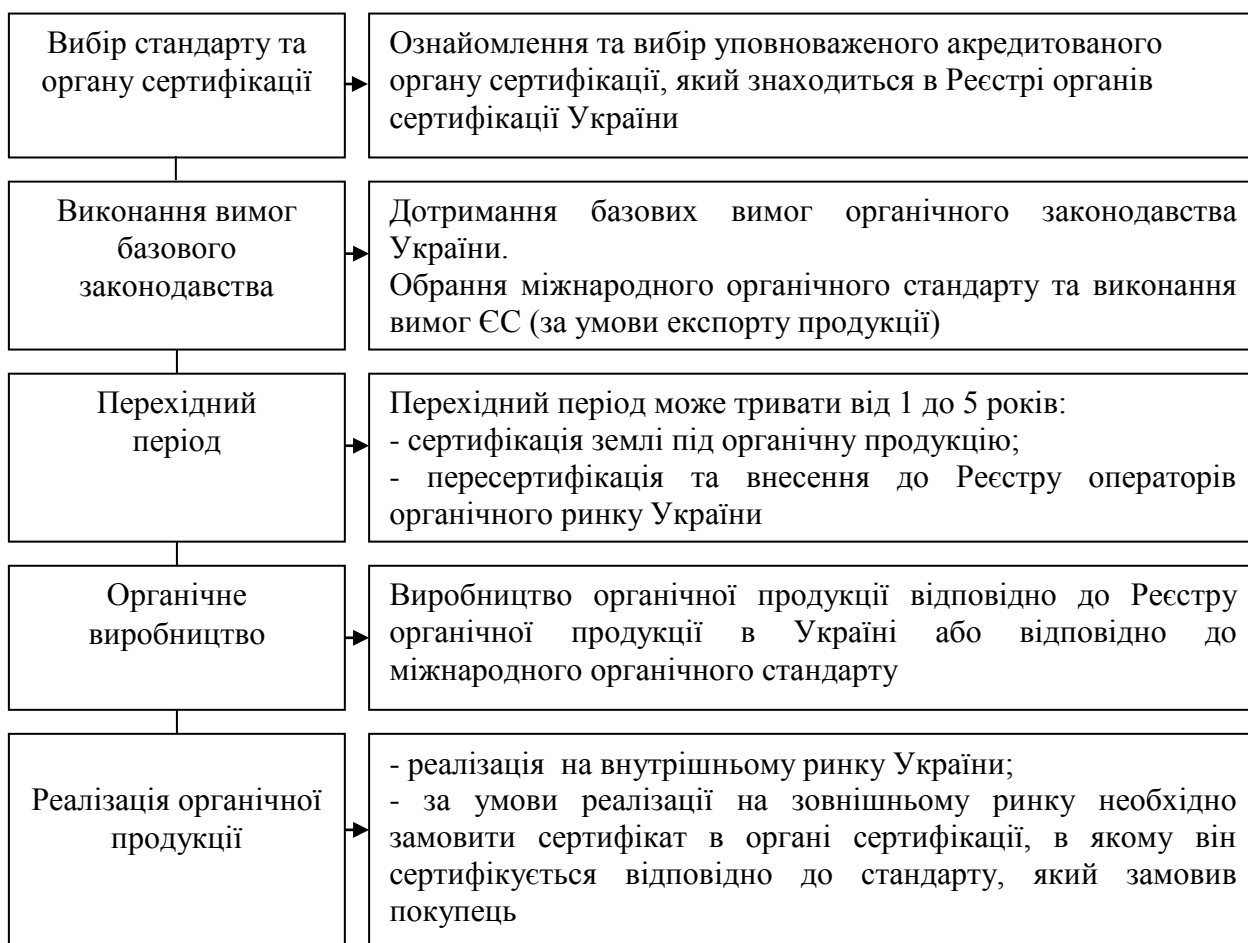 Вибір стандарту та
органу сертифікації
Ознайомлення та вибір уповноваженого акредитованого
органу сертифікації, який знаходиться в Реєстрі органів
сертифікації України
Виконання вимог
базового
законодавства
Дотримання базових вимог органічного законодавства
України.
Обрання міжнародного органічного стандарту та виконання
вимог ЄС (за умови експорту продукції)
Перехідний
період
Перехідний період може тривати від 1 до 5 років:
- сертифікація землі під органічну продукцію;
- пересертифікація та внесення до Реєстру операторів
органічного ринку України
Органічне
виробництво
Виробництво органічної продукції відповідно до Реєстру
органічної продукції в Україні або відповідно до
міжнародного органічного стандарту
Реалізація органічної
продукції
- реалізація на внутрішньому ринку України;
- за умови реалізації на зовнішньому ринку необхідно
замовити сертифікат в органі сертифікації, в якому він
сертифікується відповідно до стандарту, який замовив
покупець